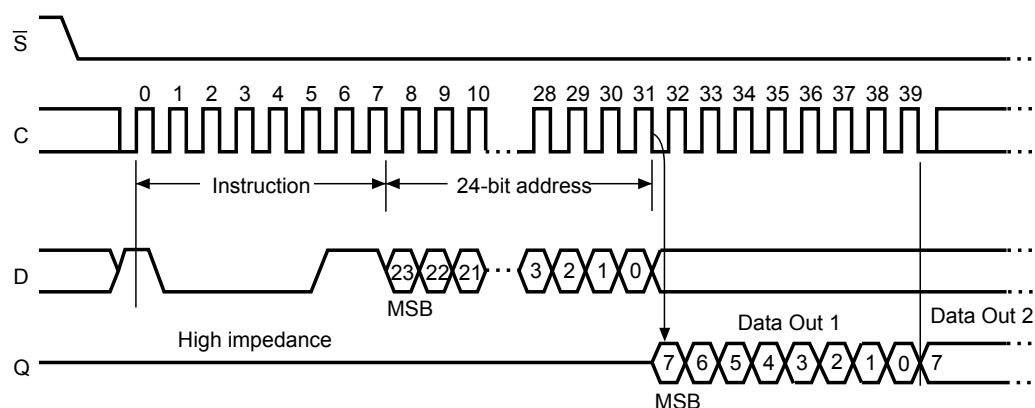 S
C
0 1 2 3 4 5 6 7 8 9 10 28 29 30 31 32 33 34 35 36 37 38 39
Instruction
24-bit address
D
23 22 21 3 2 1 0
MSB
High impedance
Data Out 1
Data Out 2
Q
7 6 5 4 3 2 1 0 7
MSB